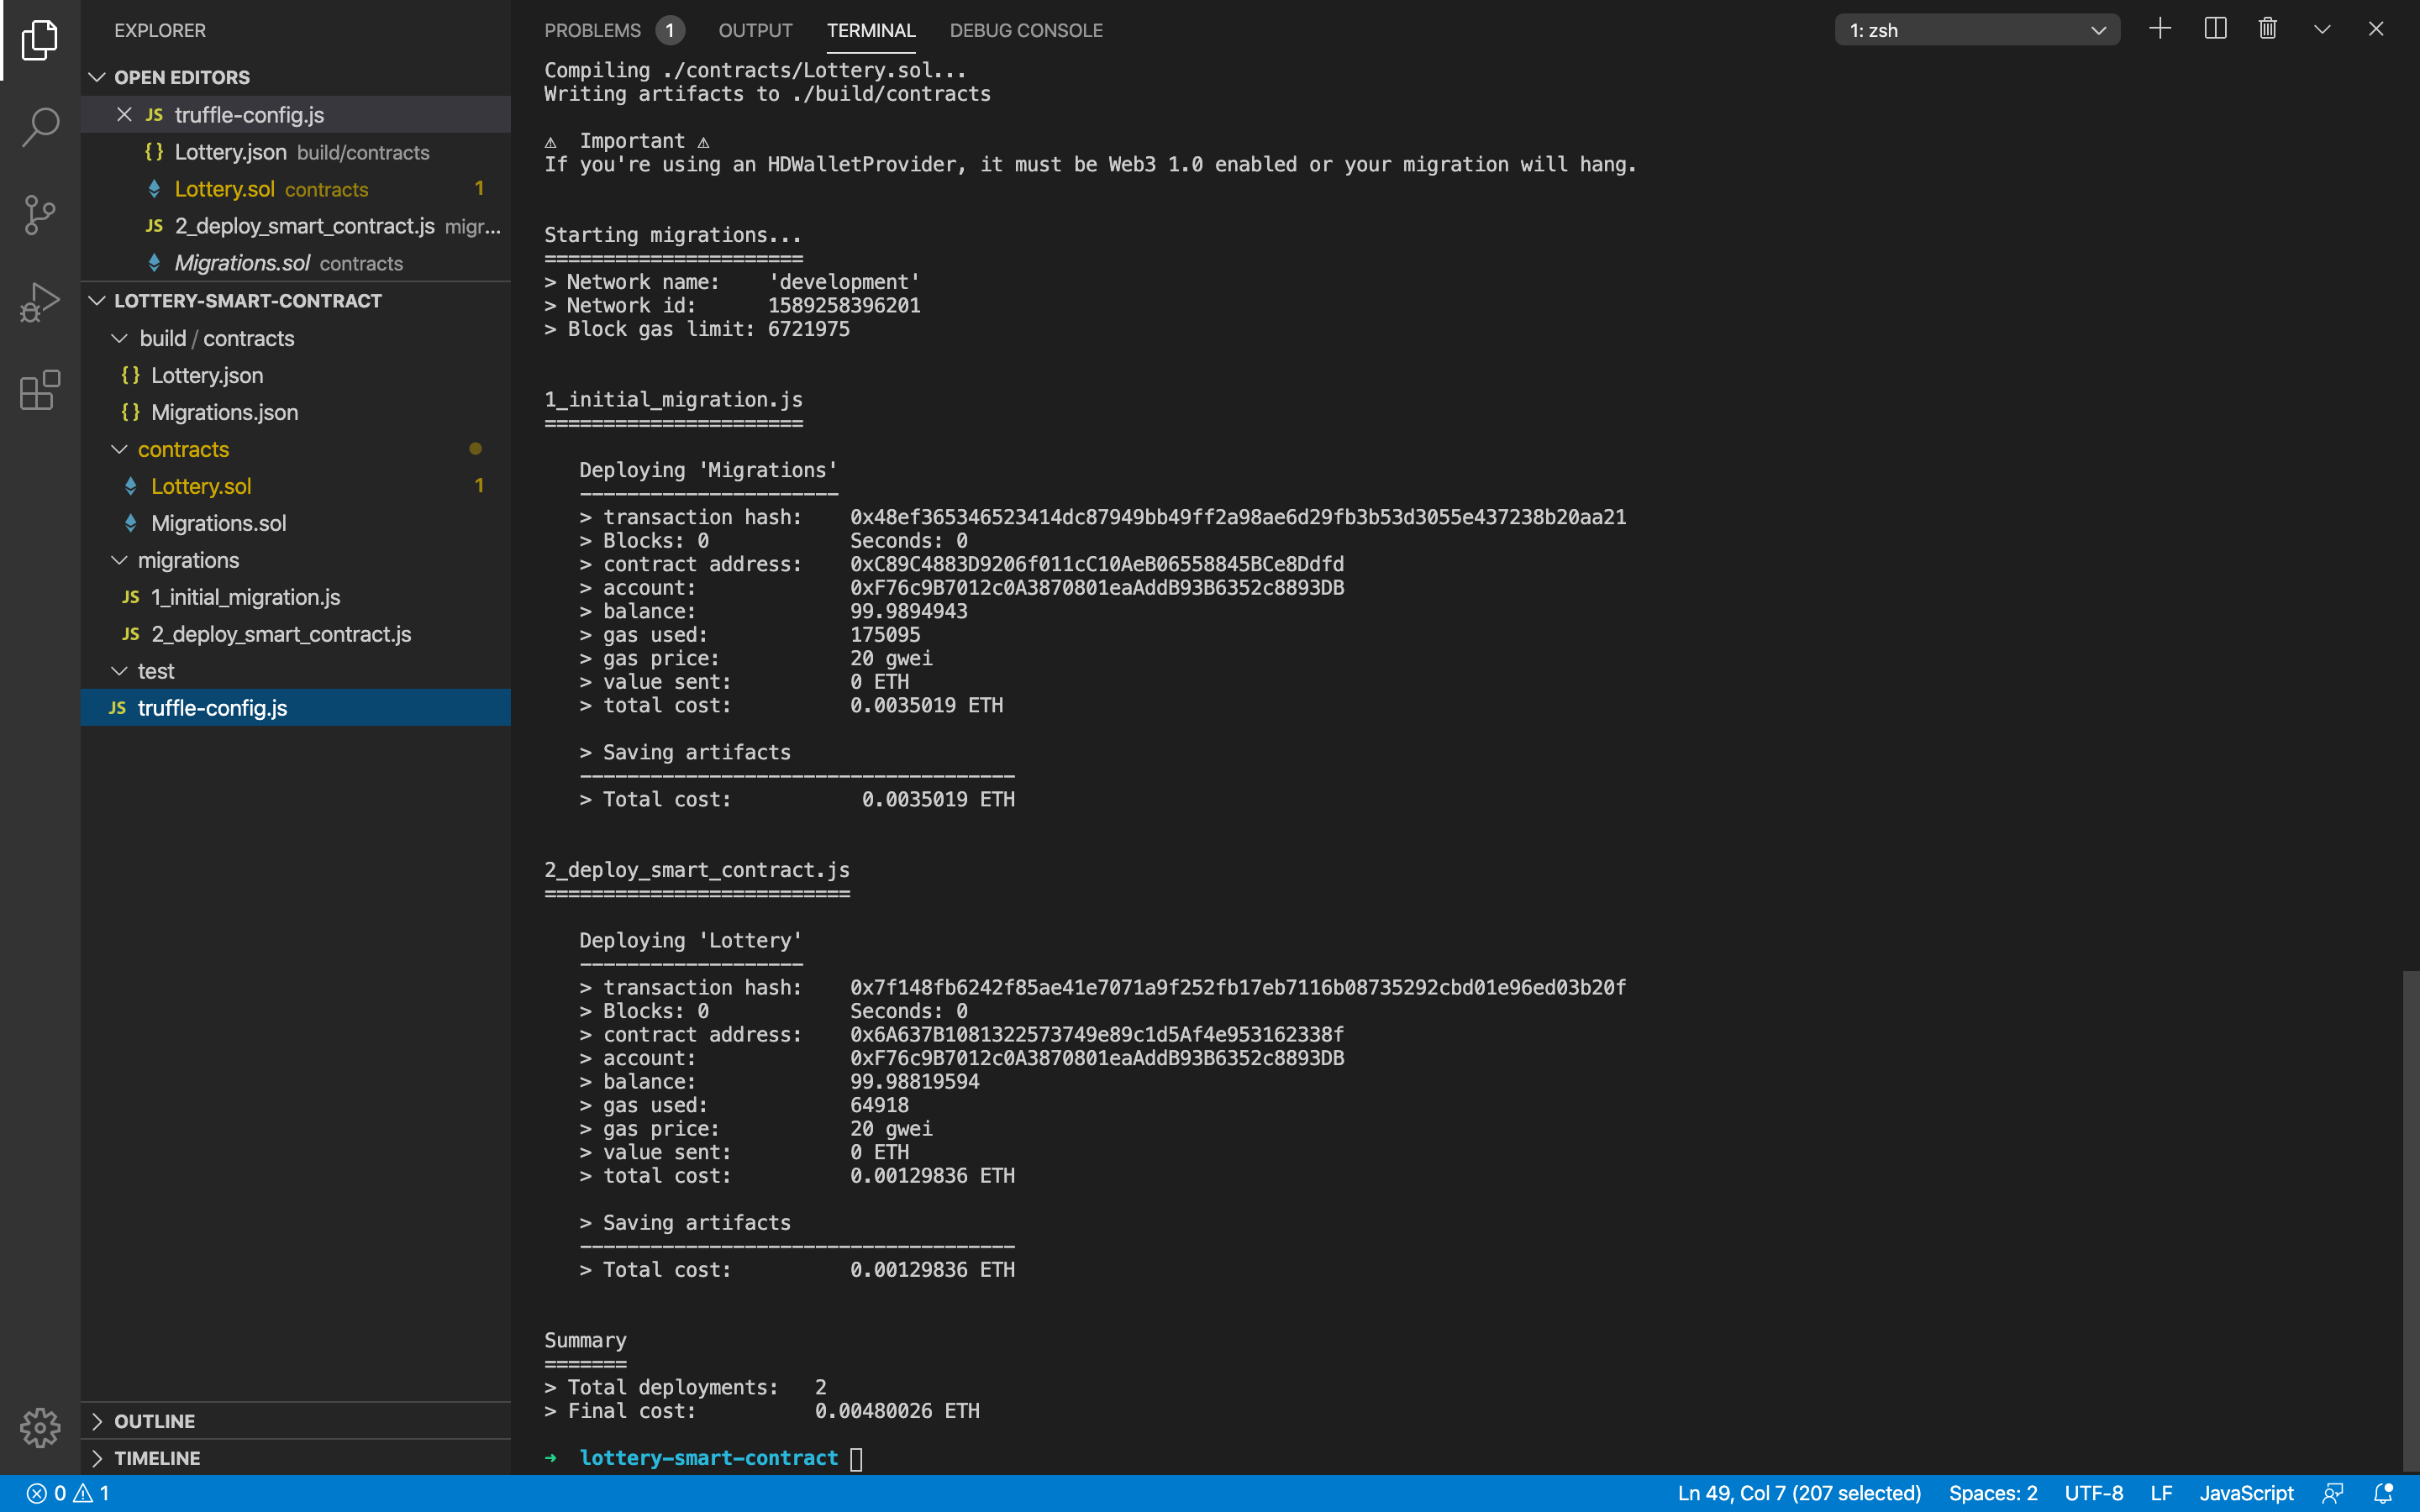 EXPLORER
OPEN EDITORS
JS truffle-config.js
{} Lottery.json build/contracts
Lottery.sol contracts 1
JS 2_deploy_smart_contract.js migr...
Migrations.sol contracts
LOTTERY-SMART-CONTRACT
build / contracts
{} Lottery.json
{} Migrations.json
contracts
Lottery.sol 1
Migrations.sol
migrations
JS 1_initial_migration.js
JS 2_deploy_smart_contract.js
test
JS truffle-config.js
OUTLINE
TIMELINE
PROBLEMS 1 OUTPUT TERMINAL DEBUG CONSOLE 1: zsh
Compiling ./contracts/Lottery.sol...
Writing artifacts to ./build/contracts
⚠ Important ⚠
If you're using an HDWalletProvider, it must be Web3 1.0 enabled or your migration will hang.
Starting migrations...
======================
> Network name: 'development'
> Network id: 1589258396201
> Block gas limit: 6721975
1_initial_migration.js
======================
Deploying 'Migrations'
----------------------
> transaction hash: 0x48ef365346523414dc87949bb49ff2a98ae6d29fb3b53d3055e437238b20aa21
> Blocks: 0 Seconds: 0
> contract address: 0xC89C4883D9206f011cC10AeB06558845BCe8Ddfd
> account: 0xF76c9B7012c0A3870801eaAddB93B6352c8893DB
> balance: 99.9894943
> gas used: 175095
> gas price: 20 gwei
> value sent: 0 ETH
> total cost: 0.0035019 ETH
> Saving artifacts
-------------------------------------
> Total cost: 0.0035019 ETH
2_deploy_smart_contract.js
==========================
Deploying 'Lottery'
-------------------
> transaction hash: 0x7f148fb6242f85ae41e7071a9f252fb17eb7116b08735292cbd01e96ed03b20f
> Blocks: 0 Seconds: 0
> contract address: 0x6A637B1081322573749e89c1d5Af4e953162338f
> account: 0xF76c9B7012c0A3870801eaAddB93B6352c8893DB
> balance: 99.98819594
> gas used: 64918
> gas price: 20 gwei
> value sent: 0 ETH
> total cost: 0.00129836 ETH
> Saving artifacts
-------------------------------------
> Total cost: 0.00129836 ETH
Summary
=======
> Total deployments: 2
> Final cost: 0.00480026 ETH
➜ lottery-smart-contract
0 1 Ln 49, Col 7 (207 selected) Spaces: 2 UTF-8 LF JavaScript